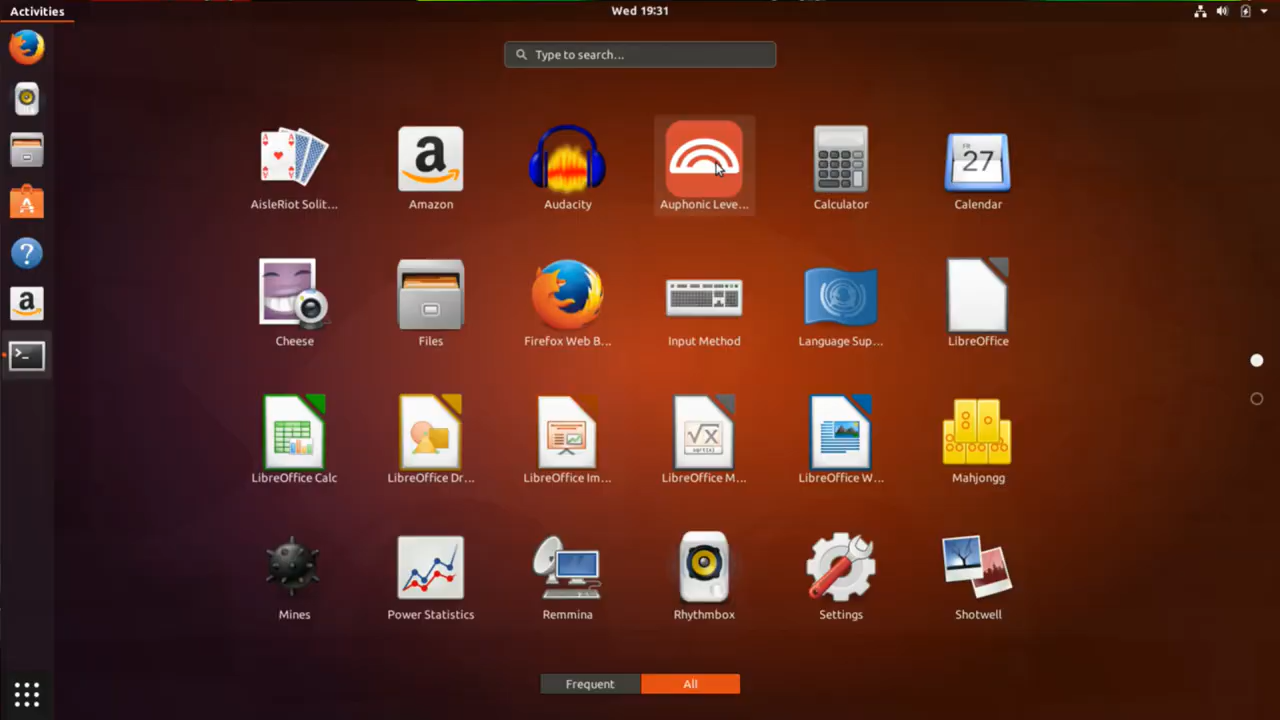 Activities
Wed 19:31
Type to search...
AisleRiot Solit...
Amazon
Audacity
Auphonic Leve...
Calculator
Calendar
27
Cheese
Files
Firefox Web B...
Input Method
Language Sup...
LibreOffice
LibreOffice Calc
LibreOffice Dr...
LibreOffice Im...
LibreOffice M...
LibreOffice W...
Mahjongg
Mines
Power Statistics
Remmina
Rhythmbox
Settings
Shotwell
Frequent
All